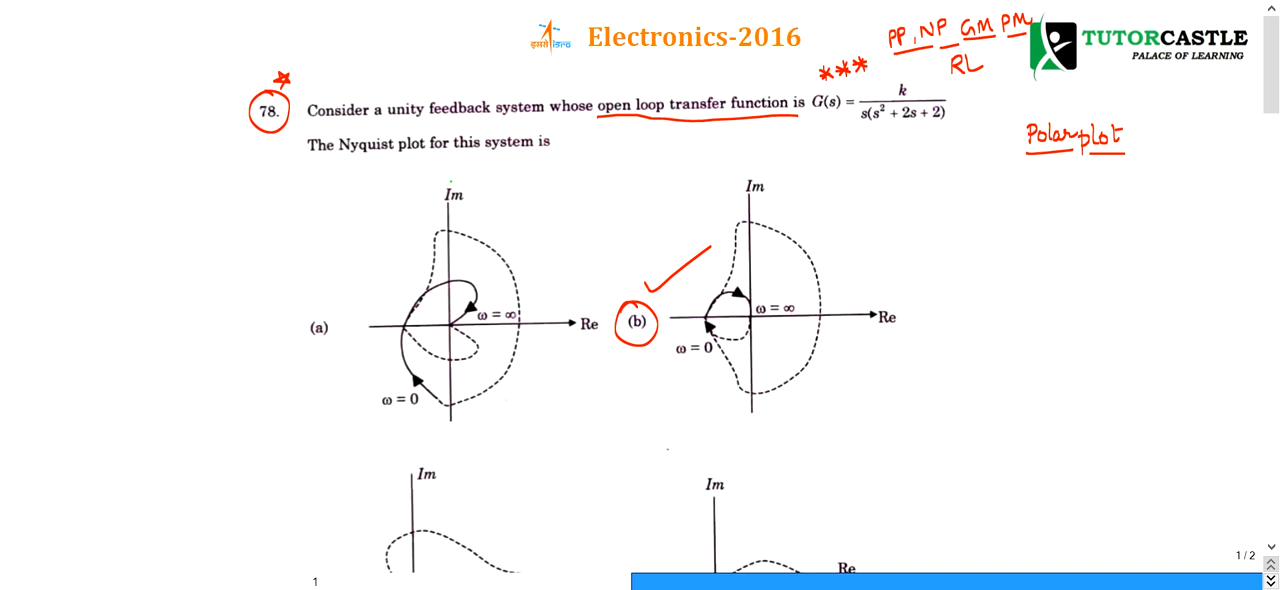 इसरो isro
Electronics-2016
PP, NP GM PM
RL
TUTORCASTLE
PALACE OF LEARNING
***
78. Consider a unity feedback system whose open loop transfer function is G(s) = k / s(s² + 2s + 2)
The Nyquist plot for this system is
Polar plot
Im
Im
(a)
ω = ∞
Re
ω = 0
(b)
ω = ∞
Re
ω = 0
Im
Im
Re
1 / 2
1